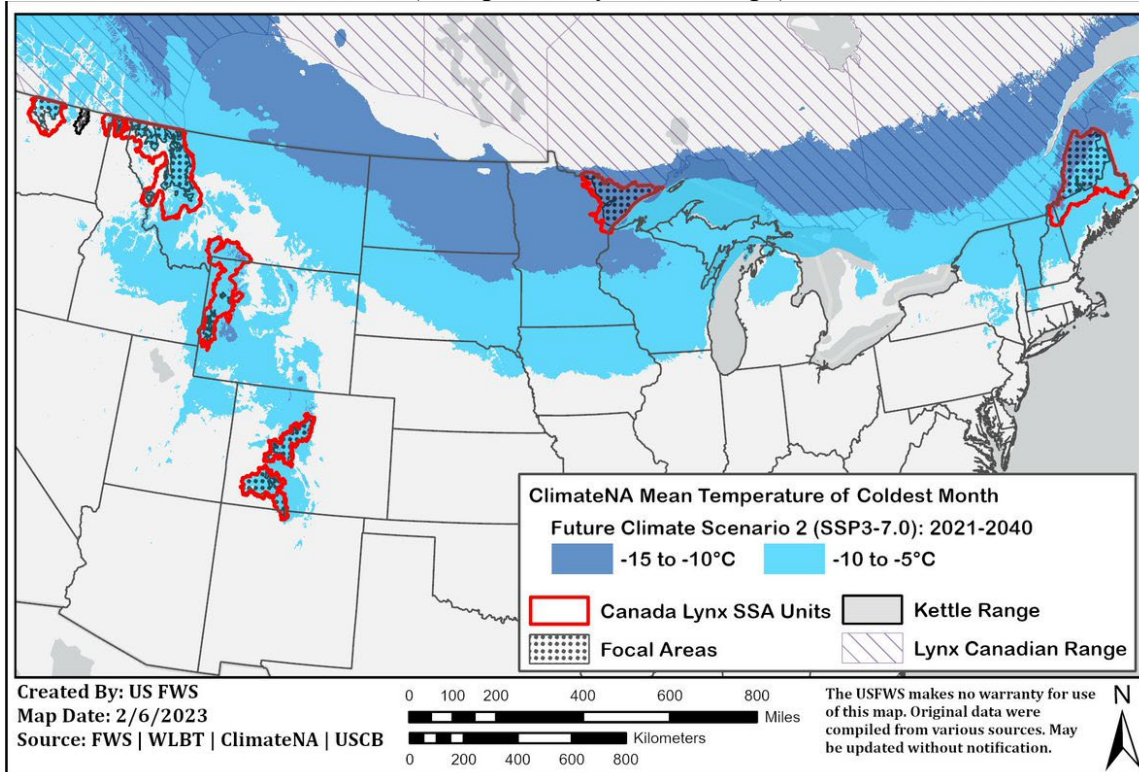 ClimateNA Mean Temperature of Coldest Month
Future Climate Scenario 2 (SSP3-7.0): 2021-2040
-15 to -10°C -10 to -5°C
Canada Lynx SSA Units Kettle Range
Focal Areas Lynx Canadian Range
Created By: US FWS
Map Date: 2/6/2023
Source: FWS | WLBT | ClimateNA | USCB
0 100 200 400 600 800
Miles
Kilometers
0 200 400 600 800
The USFWS makes no warranty for use
of this map. Original data were
compiled from various sources. May
be updated without notification.
N